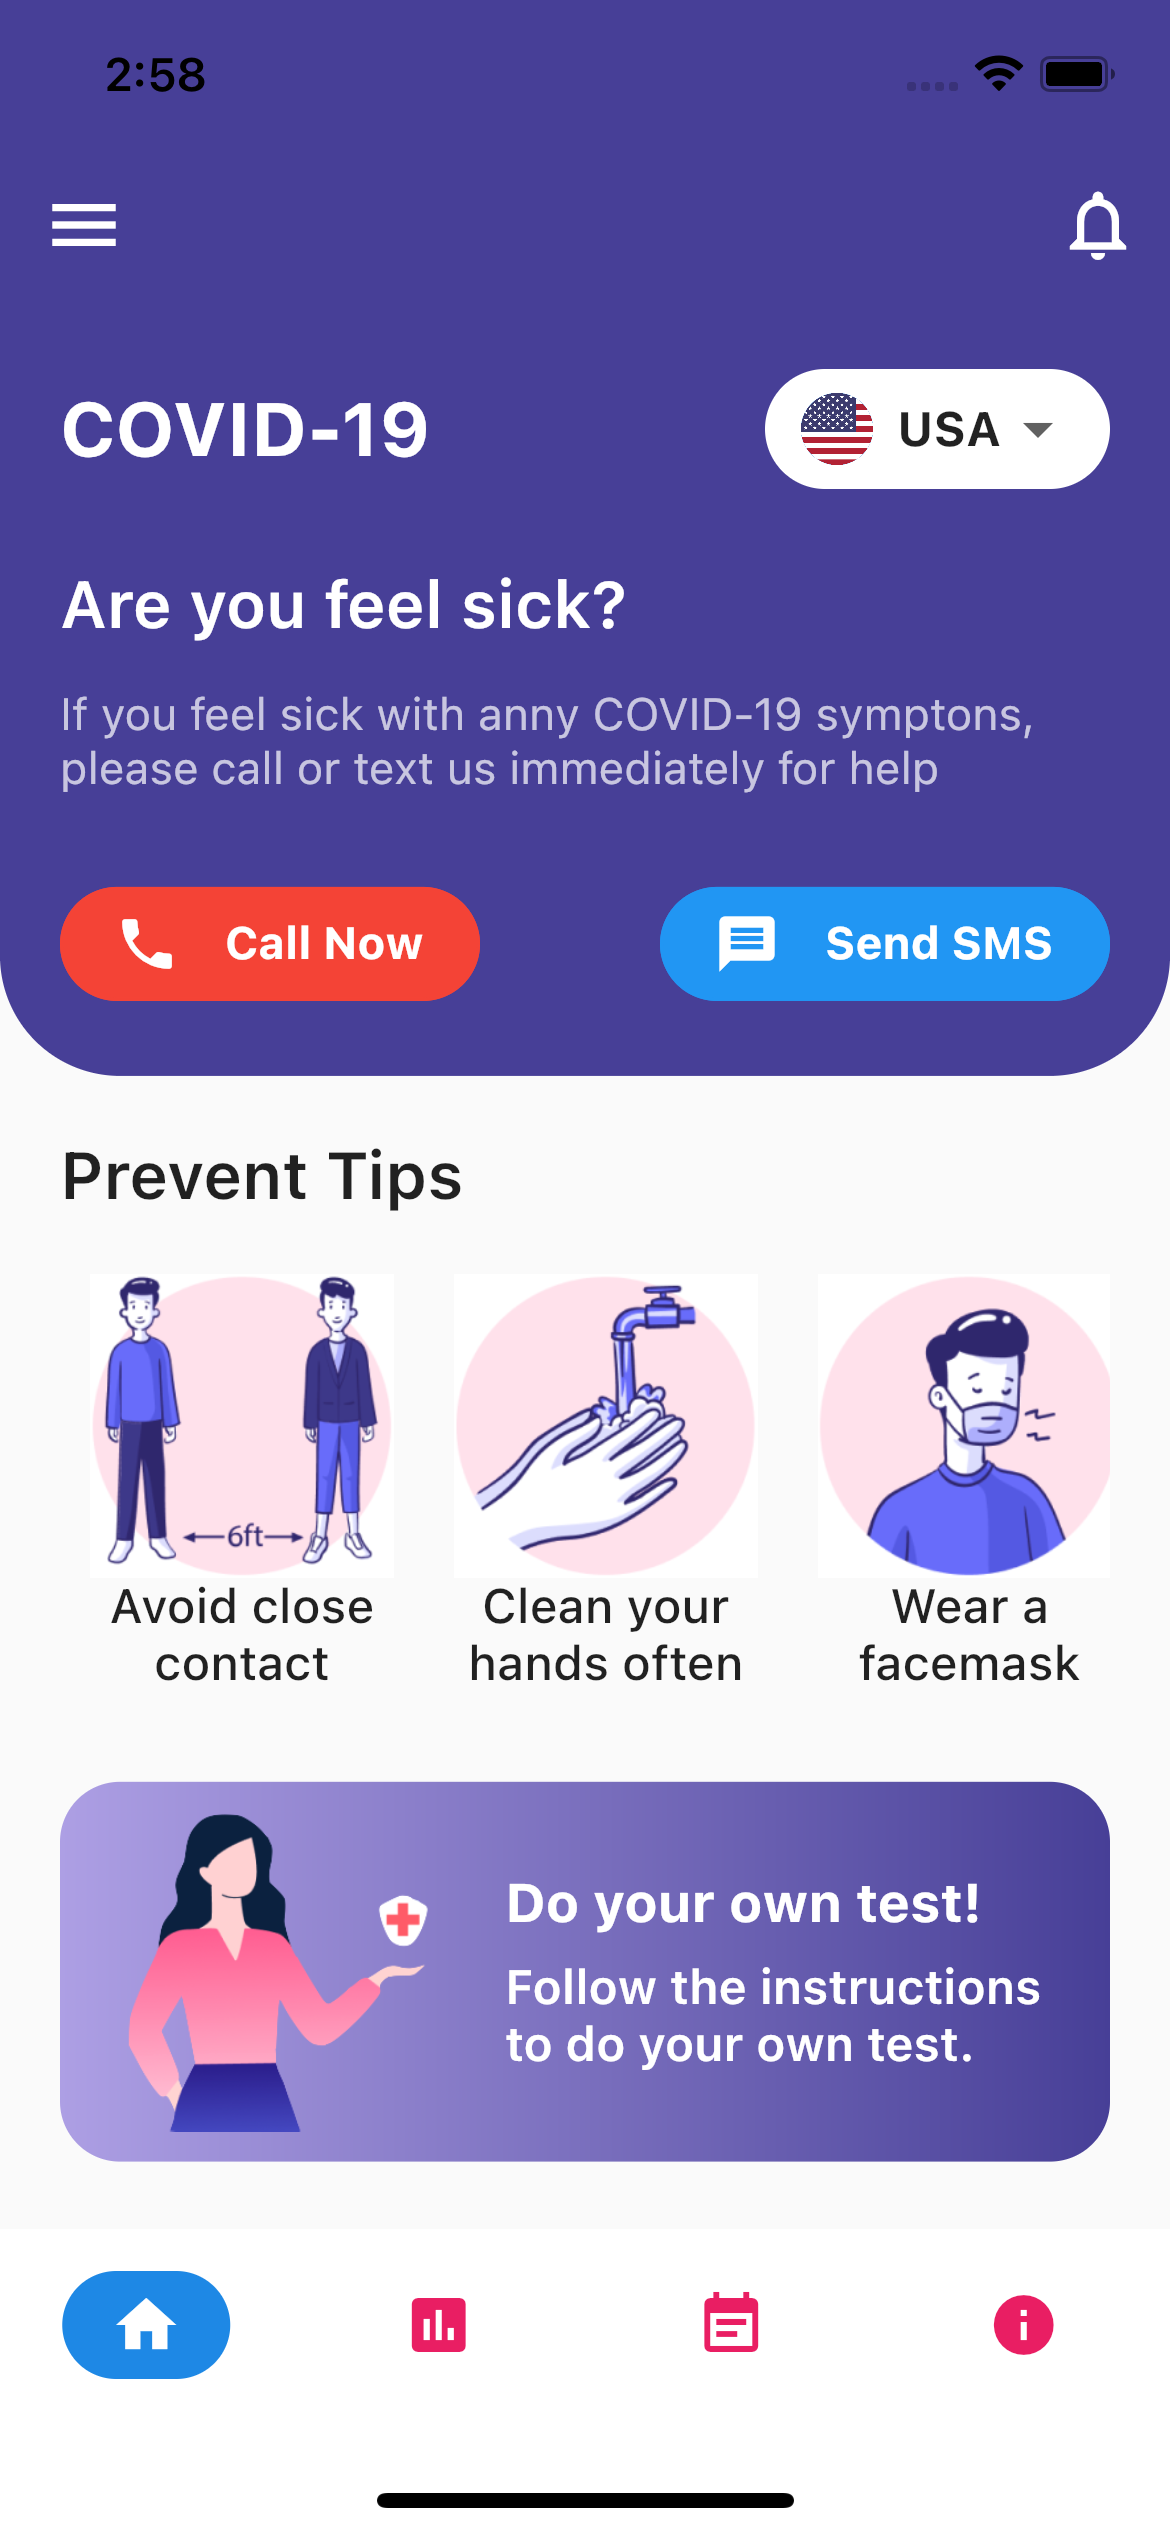 2:58
COVID-19
USA
Are you feel sick?
If you feel sick with anny COVID-19 symptons,
please call or text us immediately for help
Call Now
Send SMS
Prevent Tips
6ft
Avoid close
contact
Clean your
hands often
Wear a
facemask
Do your own test!
Follow the instructions
to do your own test.